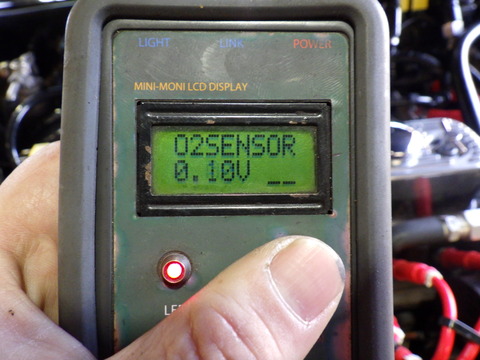 LIGHT LINK POWER
MINI-MONI LCD DISPLAY
O2SENSOR
0.10V __